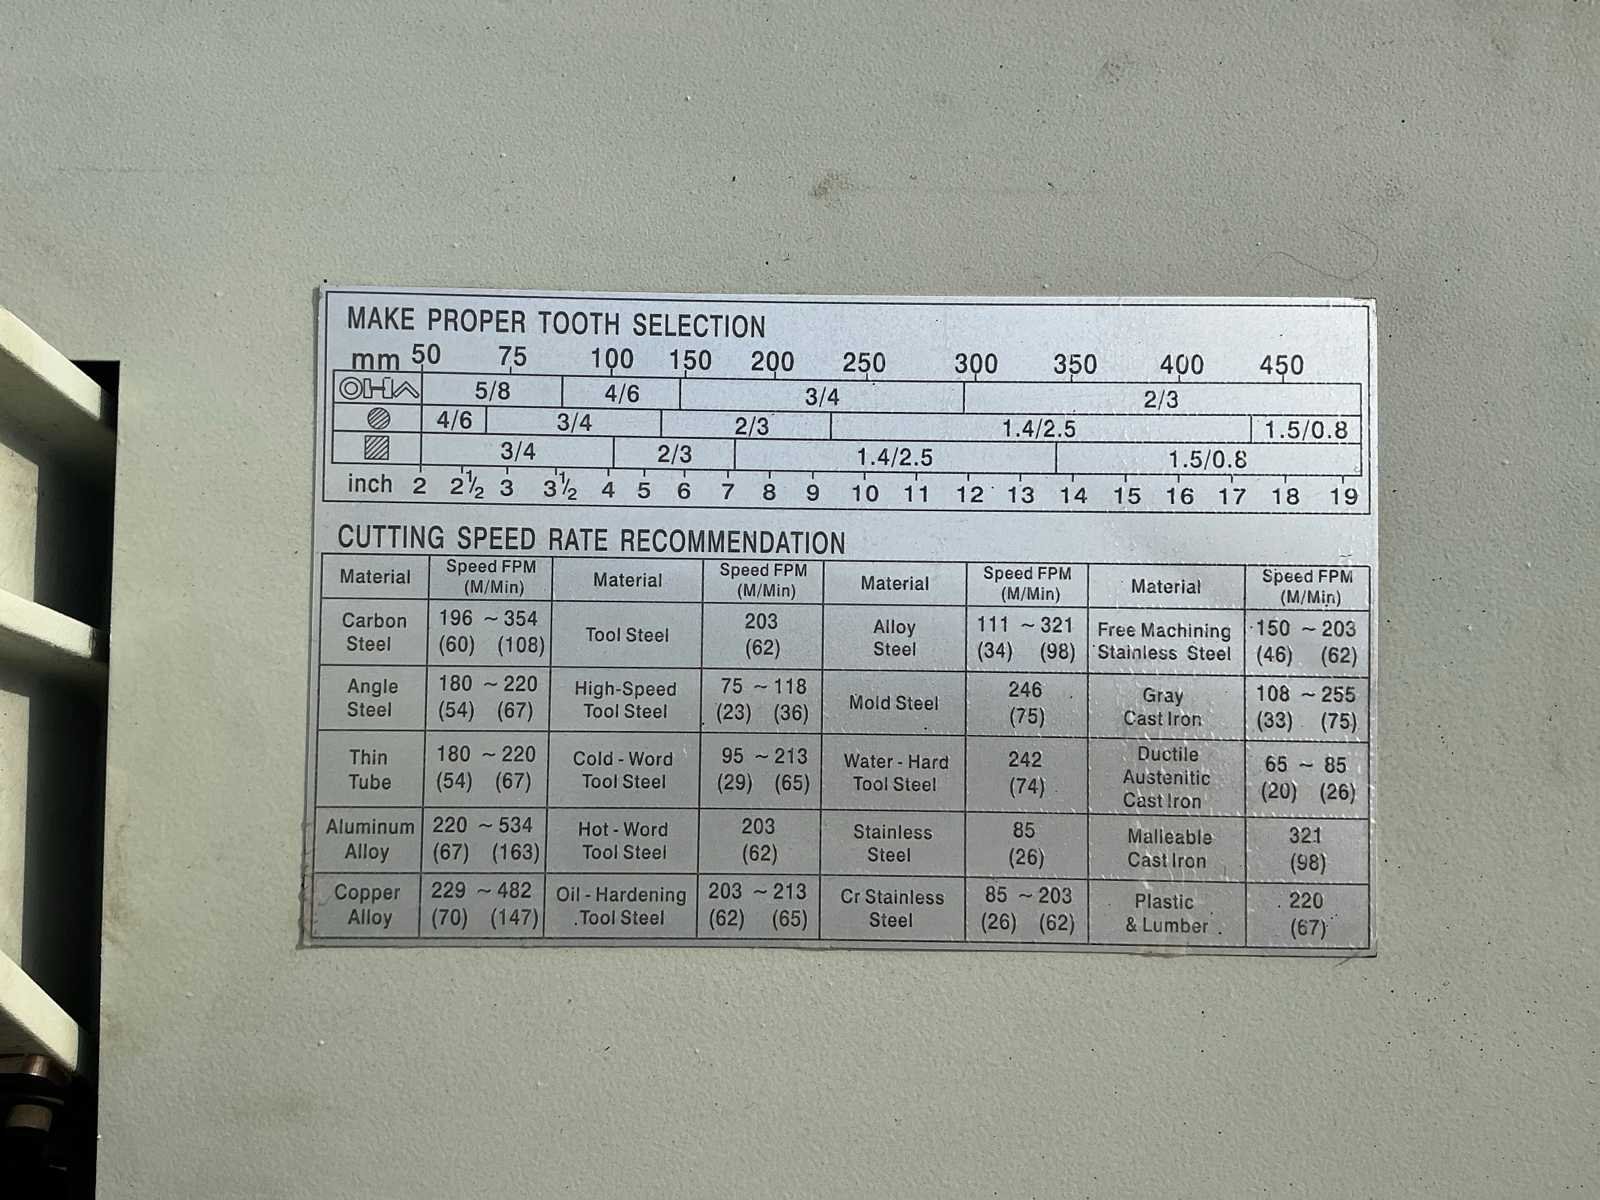 MAKE PROPER TOOTH SELECTION
mm 50 75 100 150 200 250 300 350 400 450
5/8 4/6 3/4 2/3
4/6 3/4 2/3 1.4/2.5 1.5/0.8
3/4 2/3 1.4/2.5 1.5/0.8
inch 2 2½ 3 3½ 4 5 6 7 8 9 10 11 12 13 14 15 16 17 18 19
CUTTING SPEED RATE RECOMMENDATION
Material Speed FPM (M/Min) Material Speed FPM (M/Min) Material Speed FPM (M/Min) Material Speed FPM (M/Min)
Carbon Steel 196 ~ 354 (60) (108) Tool Steel 203 (62) Alloy Steel 111 ~ 321 (34) (98) Free Machining Stainless Steel 150 ~ 203 (46) (62)
Angle Steel 180 ~ 220 (54) (67) High-Speed Tool Steel 75 ~ 118 (23) (36) Mold Steel 246 (75) Gray Cast Iron 108 ~ 255 (33) (75)
Thin Tube 180 ~ 220 (54) (67) Cold - Word Tool Steel 95 ~ 213 (29) (65) Water - Hard Tool Steel 242 (74) Ductile Austenitic Cast Iron 65 ~ 85 (20) (26)
Aluminum Alloy 220 ~ 534 (67) (163) Hot - Word Tool Steel 203 (62) Stainless Steel 85 (26) Malleable Cast Iron 321 (98)
Copper Alloy 229 ~ 482 (70) (147) Oil - Hardening Tool Steel 203 ~ 213 (62) (65) Cr Stainless Steel 85 ~ 203 (26) (62) Plastic & Lumber 220 (67)